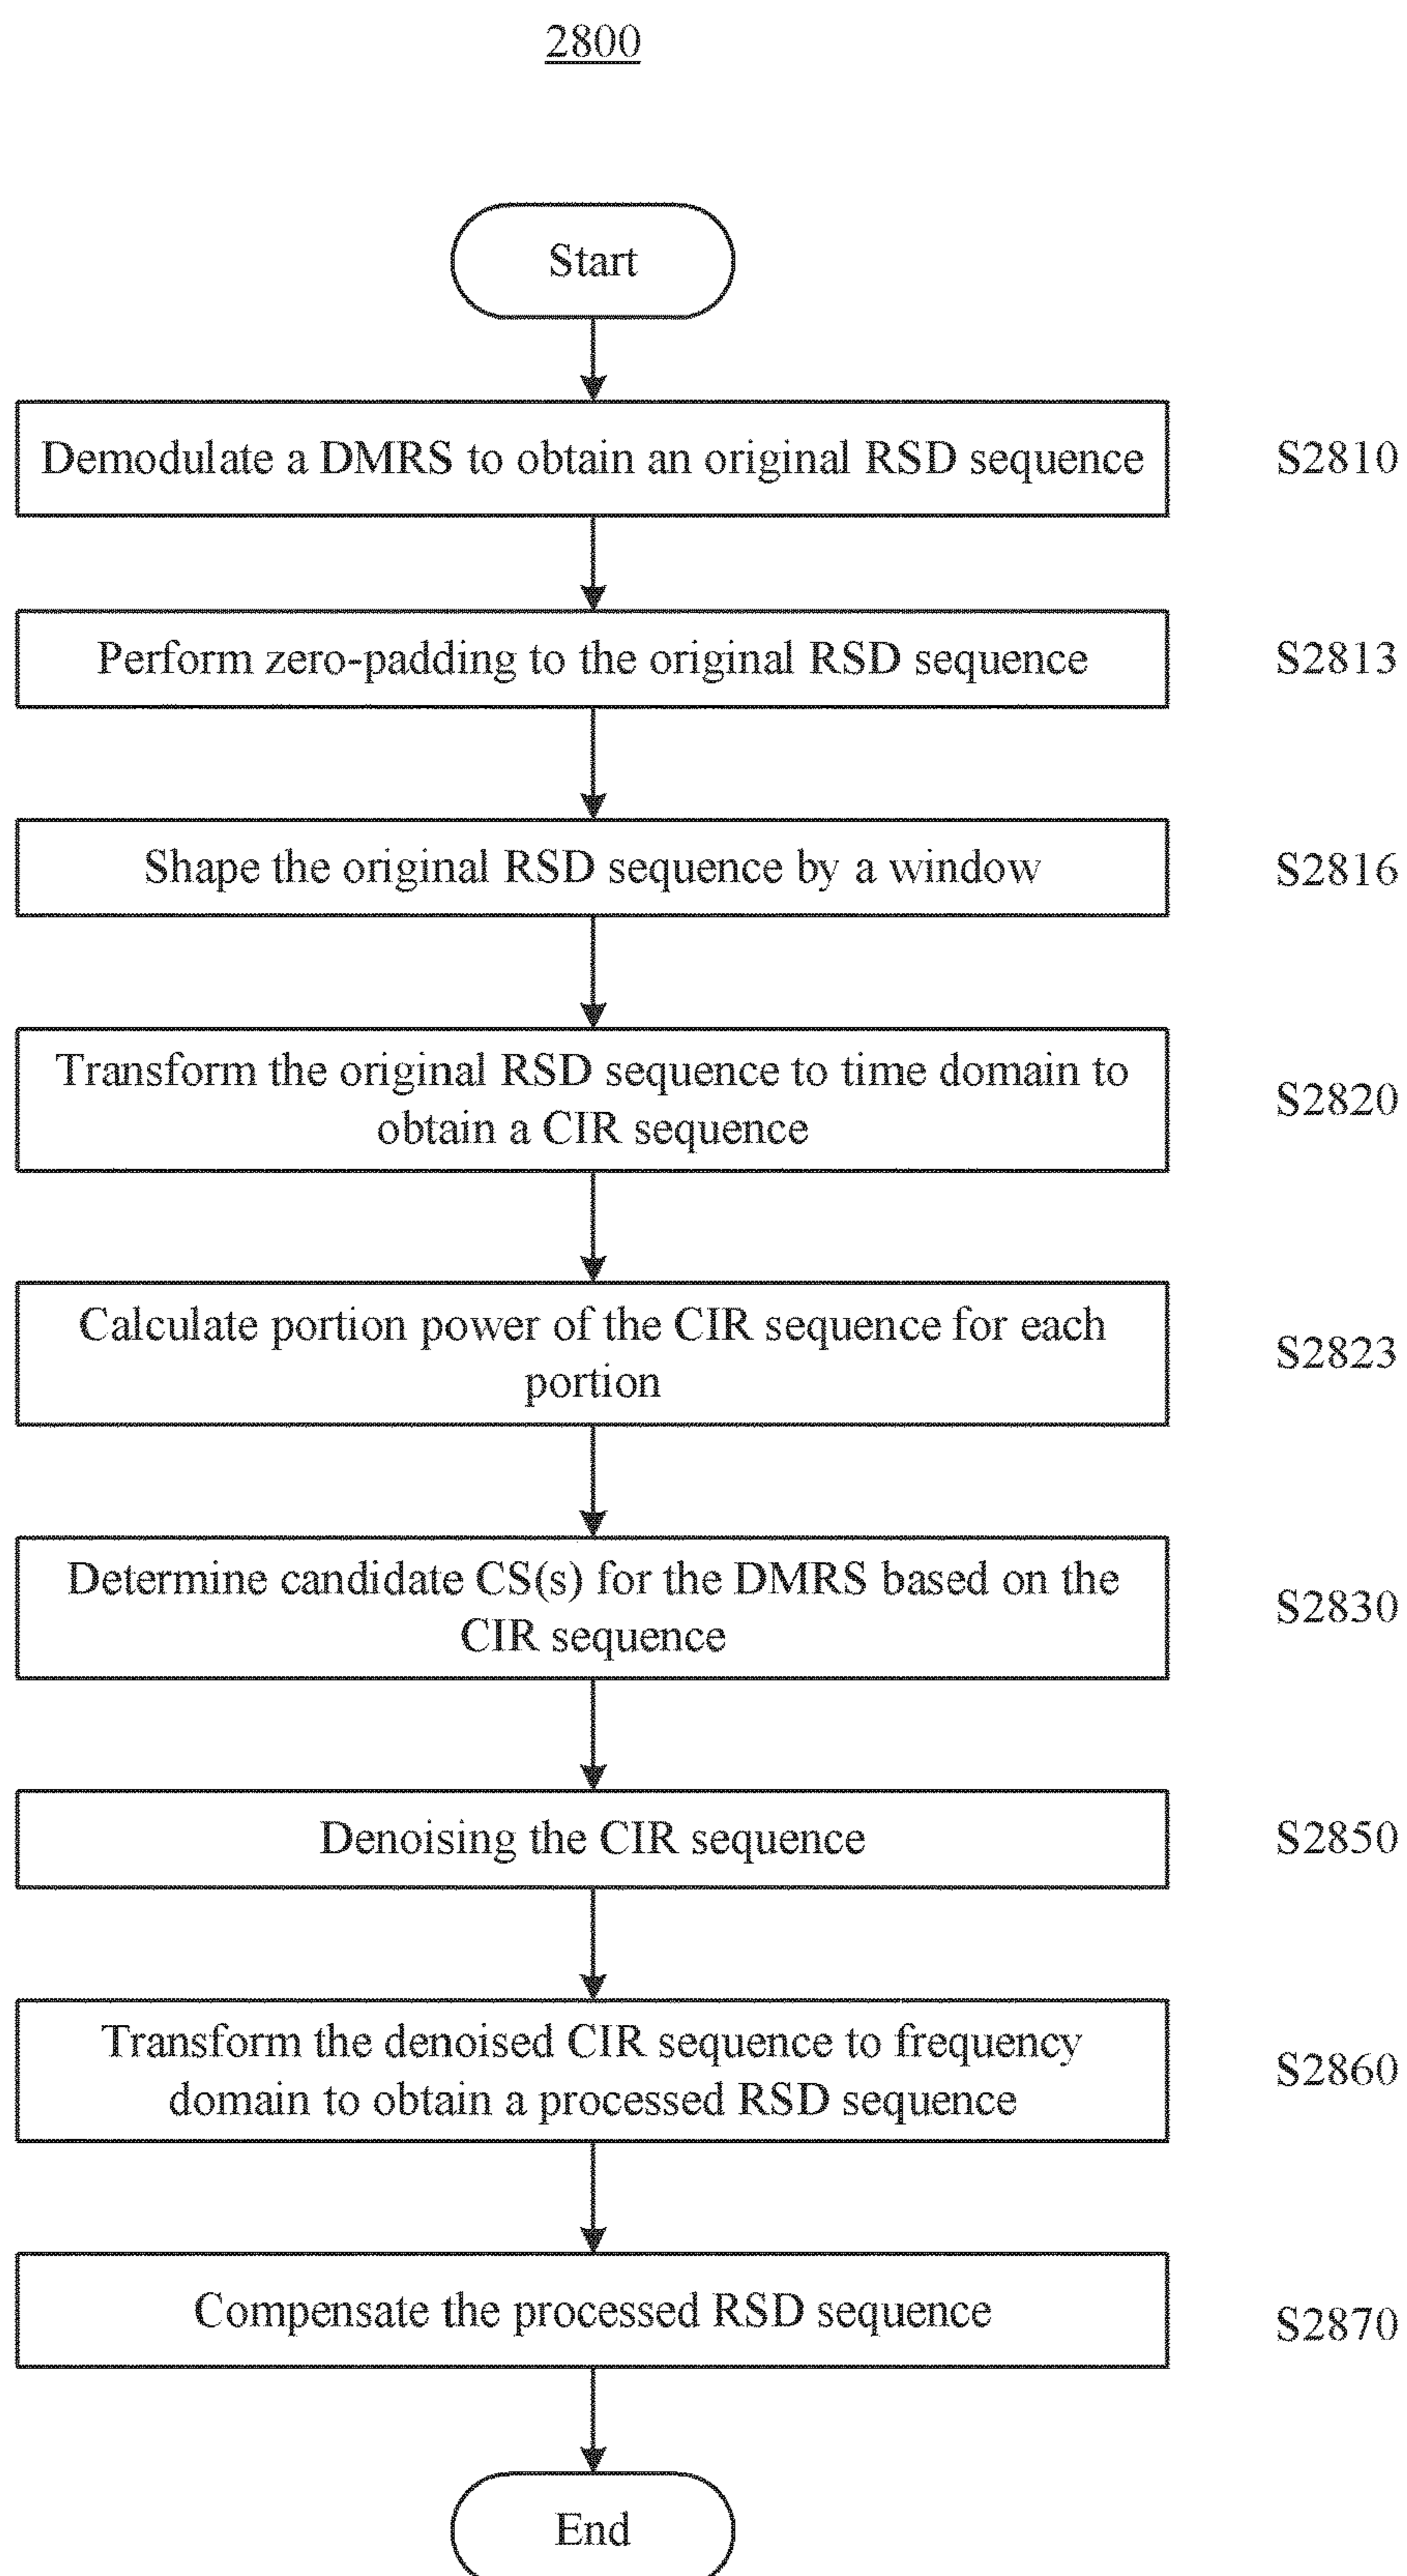 2800
Start
Demodulate a DMRS to obtain an original RSD sequence
S2810
Perform zero-padding to the original RSD sequence
S2813
Shape the original RSD sequence by a window
S2816
Transform the original RSD sequence to time domain to
obtain a CIR sequence
S2820
Calculate portion power of the CIR sequence for each
portion
S2823
Determine candidate CS(s) for the DMRS based on the
CIR sequence
S2830
Denoising the CIR sequence
S2850
Transform the denoised CIR sequence to frequency
domain to obtain a processed RSD sequence
S2860
Compensate the processed RSD sequence
S2870
End